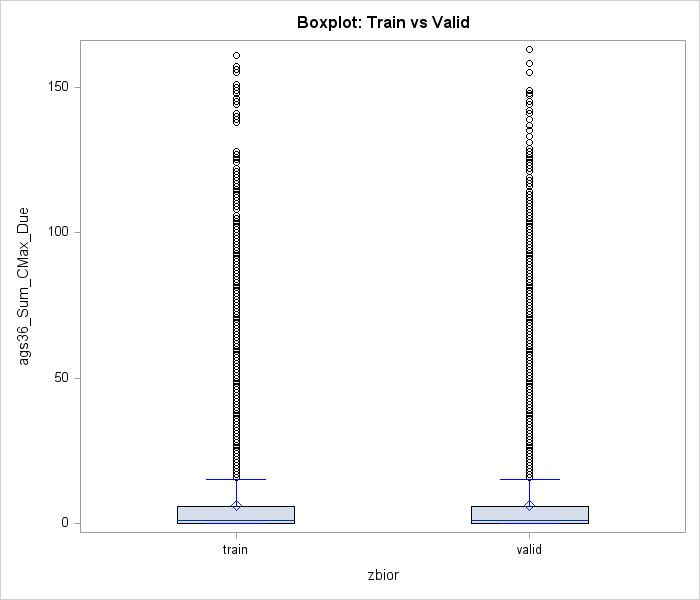 Boxplot: Train vs Valid
ags36_Sum_CMax_Due
150
100
50
0
train
valid
zbior